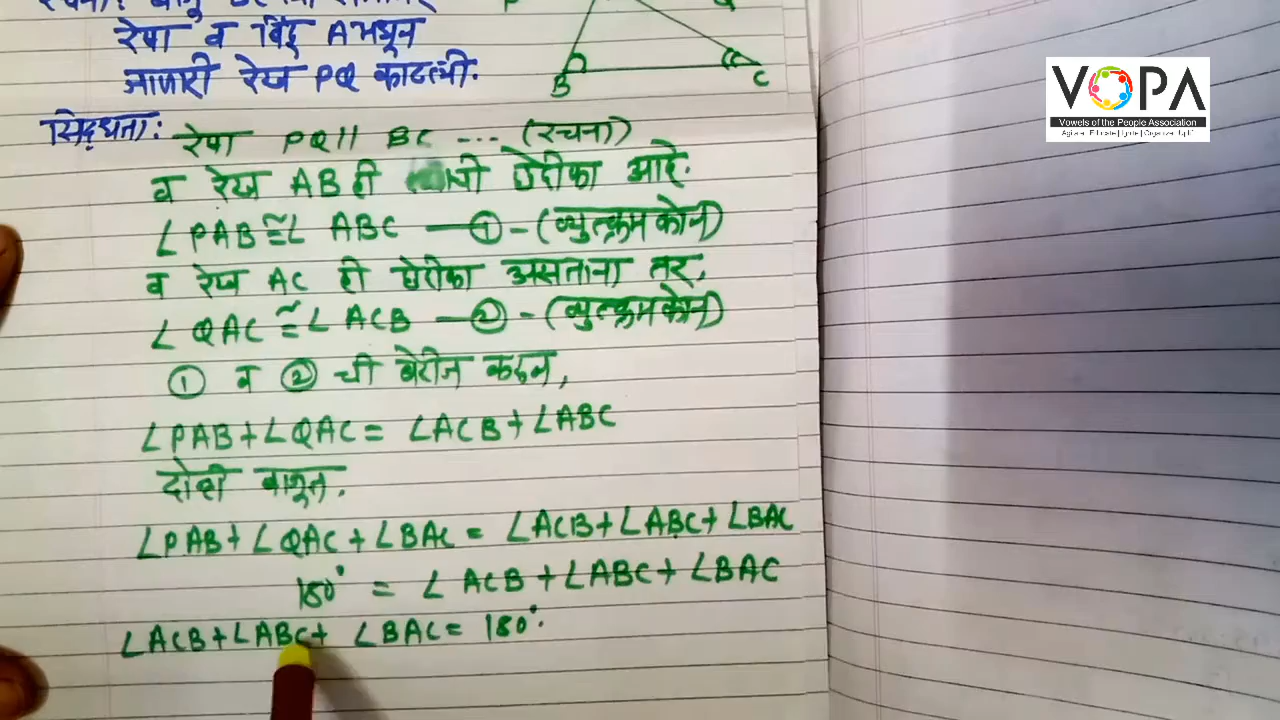 रेषा व बिंदू A मधून
जाणारी रेख PQ काढली.
P
Q
B
C
सिद्धता:
रेषा PQ || BC ... (रचना)
व रेख AB ही छेदीका आहे.
∠PAB ≅ ∠ABC —①- (व्युत्क्रम कोन)
व रेख AC ही छेदीका असताना तर,
∠QAC ≅ ∠ACB —②- (व्युत्क्रम कोन)
① व ② ची बेरीज करून,
∠PAB + ∠QAC = ∠ACB + ∠ABC
दोन्ही बाजूत.
∠PAB + ∠QAC + ∠BAC = ∠ACB + ∠ABC + ∠BAC
180° = ∠ACB + ∠ABC + ∠BAC
∠ACB + ∠ABC + ∠BAC = 180°.
VOPA
Vowels of the People Association